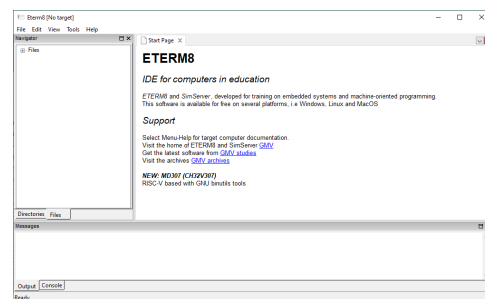 Eterm8 [No target]
File Edit View Tools Help
Navigator
Start Page
Files
ETERM8
IDE for computers in education
ETERM8 and SimServer, developed for training on embedded systems and machine-oriented programming.
This software is available for free on several platforms, i.e Windows, Linux and MacOS
Support
Select Menu-Help for target computer documentation.
Visit the home of ETERM8 and SimServer GMV
Get the latest software from GMV studies
Visit the archives GMV archives
NEW: MD307 (CH32V307)
RISC-V based with GNU binutils tools
Directories Files
Messages
Output Console
Ready